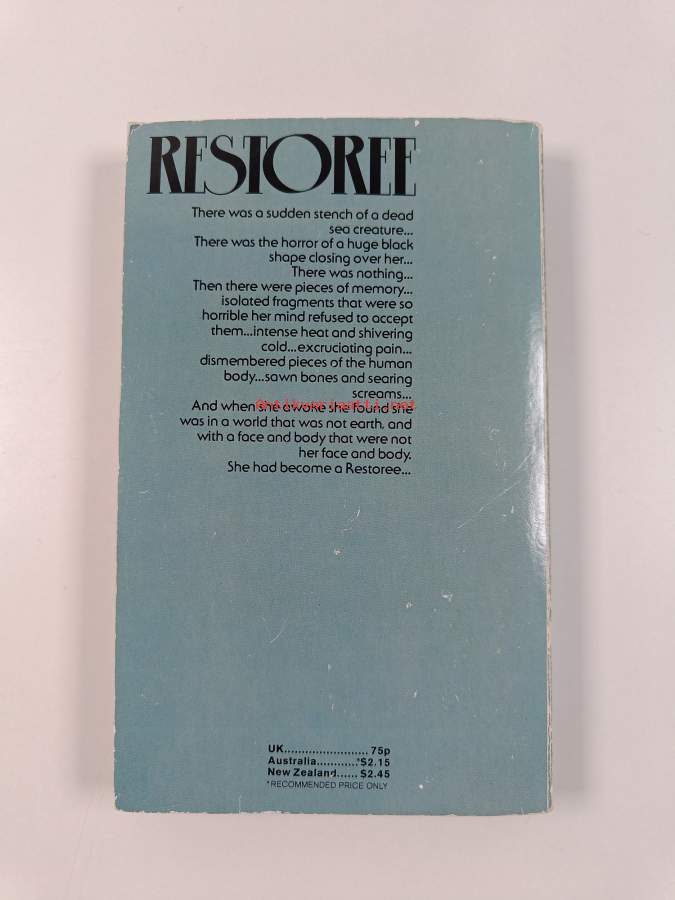 RESTOREE
There was a sudden stench of a dead
sea creature...
There was the horror of a huge black
shape closing over her...
There was nothing...
Then there were pieces of memory...
isolated fragments that were so
horrible her mind refused to accept
them...intense heat and shivering
cold...excruciating pain...
dismembered pieces of the human
body...sawn bones and searing
screams...
And when she awoke she found she
was in a world that was not earth, and
with a face and body that were not
her face and body.
She had become a Restoree...
UK........................ 75p
Australia............*$2.15
New Zealand...... $2.45
*RECOMMENDED PRICE ONLY